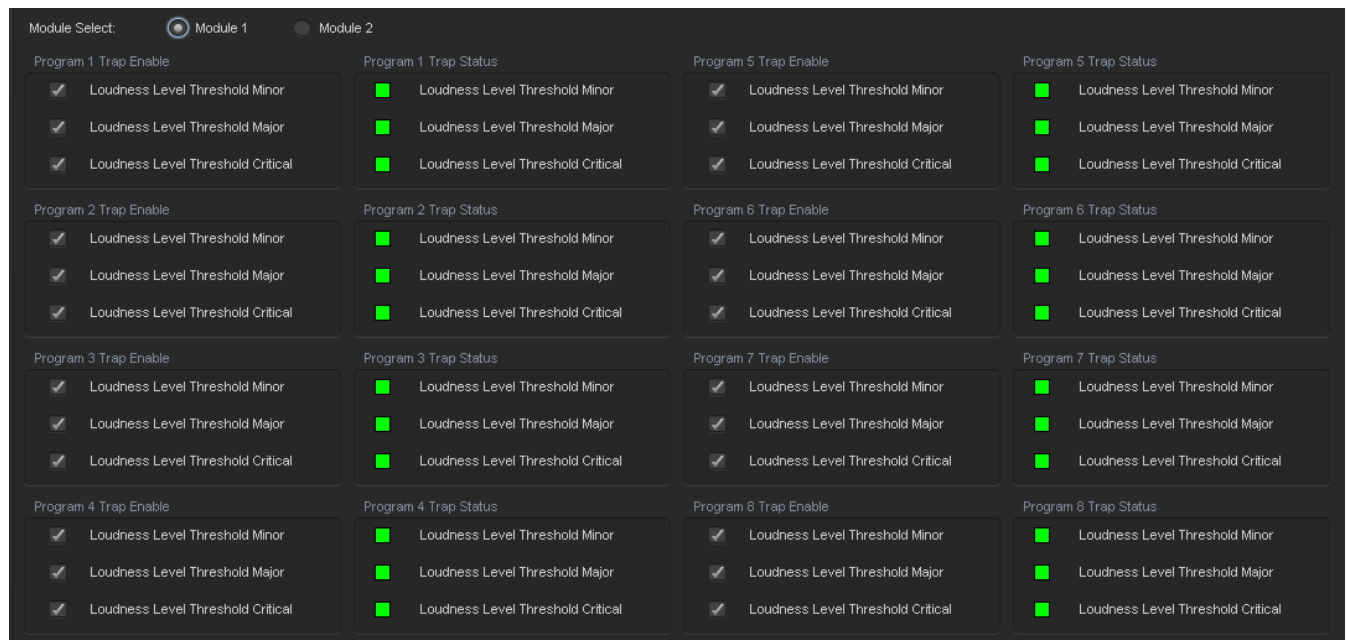 Module Select: Module 1 Module 2
Program 1 Trap Enable
Loudness Level Threshold Minor
Loudness Level Threshold Major
Loudness Level Threshold Critical
Program 1 Trap Status
Loudness Level Threshold Minor
Loudness Level Threshold Major
Loudness Level Threshold Critical
Program 5 Trap Enable
Loudness Level Threshold Minor
Loudness Level Threshold Major
Loudness Level Threshold Critical
Program 5 Trap Status
Loudness Level Threshold Minor
Loudness Level Threshold Major
Loudness Level Threshold Critical
Program 2 Trap Enable
Loudness Level Threshold Minor
Loudness Level Threshold Major
Loudness Level Threshold Critical
Program 2 Trap Status
Loudness Level Threshold Minor
Loudness Level Threshold Major
Loudness Level Threshold Critical
Program 6 Trap Enable
Loudness Level Threshold Minor
Loudness Level Threshold Major
Loudness Level Threshold Critical
Program 6 Trap Status
Loudness Level Threshold Minor
Loudness Level Threshold Major
Loudness Level Threshold Critical
Program 3 Trap Enable
Loudness Level Threshold Minor
Loudness Level Threshold Major
Loudness Level Threshold Critical
Program 3 Trap Status
Loudness Level Threshold Minor
Loudness Level Threshold Major
Loudness Level Threshold Critical
Program 7 Trap Enable
Loudness Level Threshold Minor
Loudness Level Threshold Major
Loudness Level Threshold Critical
Program 7 Trap Status
Loudness Level Threshold Minor
Loudness Level Threshold Major
Loudness Level Threshold Critical
Program 4 Trap Enable
Loudness Level Threshold Minor
Loudness Level Threshold Major
Loudness Level Threshold Critical
Program 4 Trap Status
Loudness Level Threshold Minor
Loudness Level Threshold Major
Loudness Level Threshold Critical
Program 8 Trap Enable
Loudness Level Threshold Minor
Loudness Level Threshold Major
Loudness Level Threshold Critical
Program 8 Trap Status
Loudness Level Threshold Minor
Loudness Level Threshold Major
Loudness Level Threshold Critical